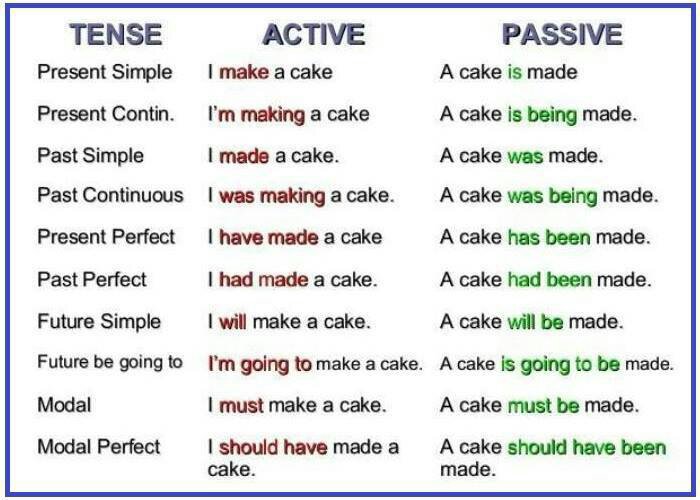 TENSE ACTIVE PASSIVE
Present Simple I make a cake A cake is made
Present Contin. I'm making a cake A cake is being made.
Past Simple I made a cake. A cake was made.
Past Continuous I was making a cake. A cake was being made.
Present Perfect I have made a cake A cake has been made.
Past Perfect I had made a cake. A cake had been made.
Future Simple I will make a cake. A cake will be made.
Future be going to I'm going to make a cake. A cake is going to be made.
Modal I must make a cake. A cake must be made.
Modal Perfect I should have made a A cake should have been
cake. made.